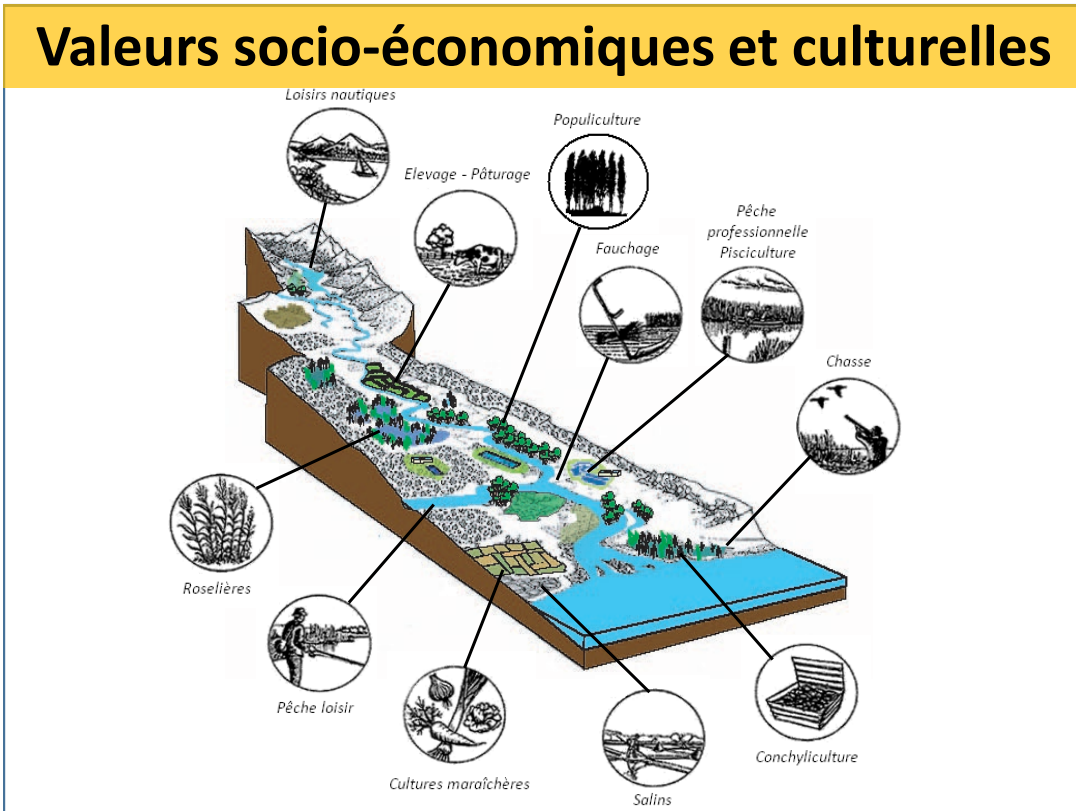 Valeurs socio-économiques et culturelles
Loisirs nautiques
Populiculture
Elevage - Pâturage
Pêche
professionnelle
Pisciculture
Fauchage
Chasse
Roselières
Pêche loisir
Cultures maraîchères
Conchyliculture
Salins